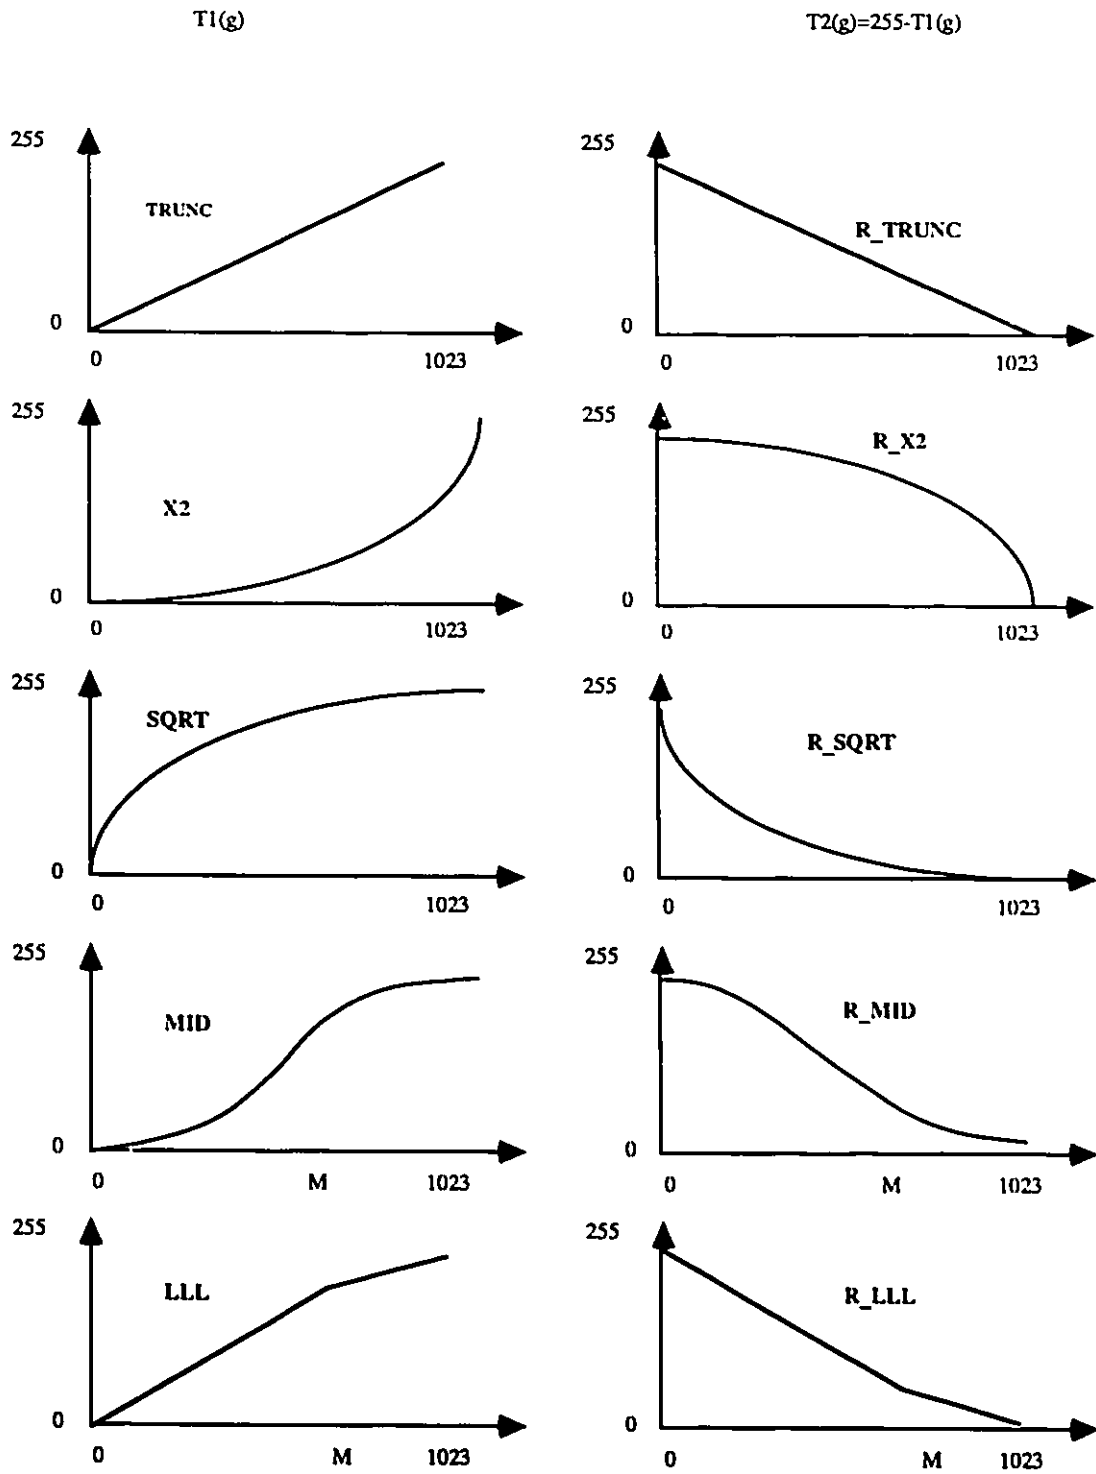 T1(g) T2(g)=255-T1(g)
255 255
TRUNC R_TRUNC
0 0
0 1023 0 1023
255 255
X2 R_X2
0 0
0 1023 0 1023
255 255
SQRT R_SQRT
0 0
0 1023 0 1023
255 255
MID R_MID
0 0
0 M 1023 0 M 1023
255 255
LLL R_LLL
0 0
0 M 1023 0 M 1023